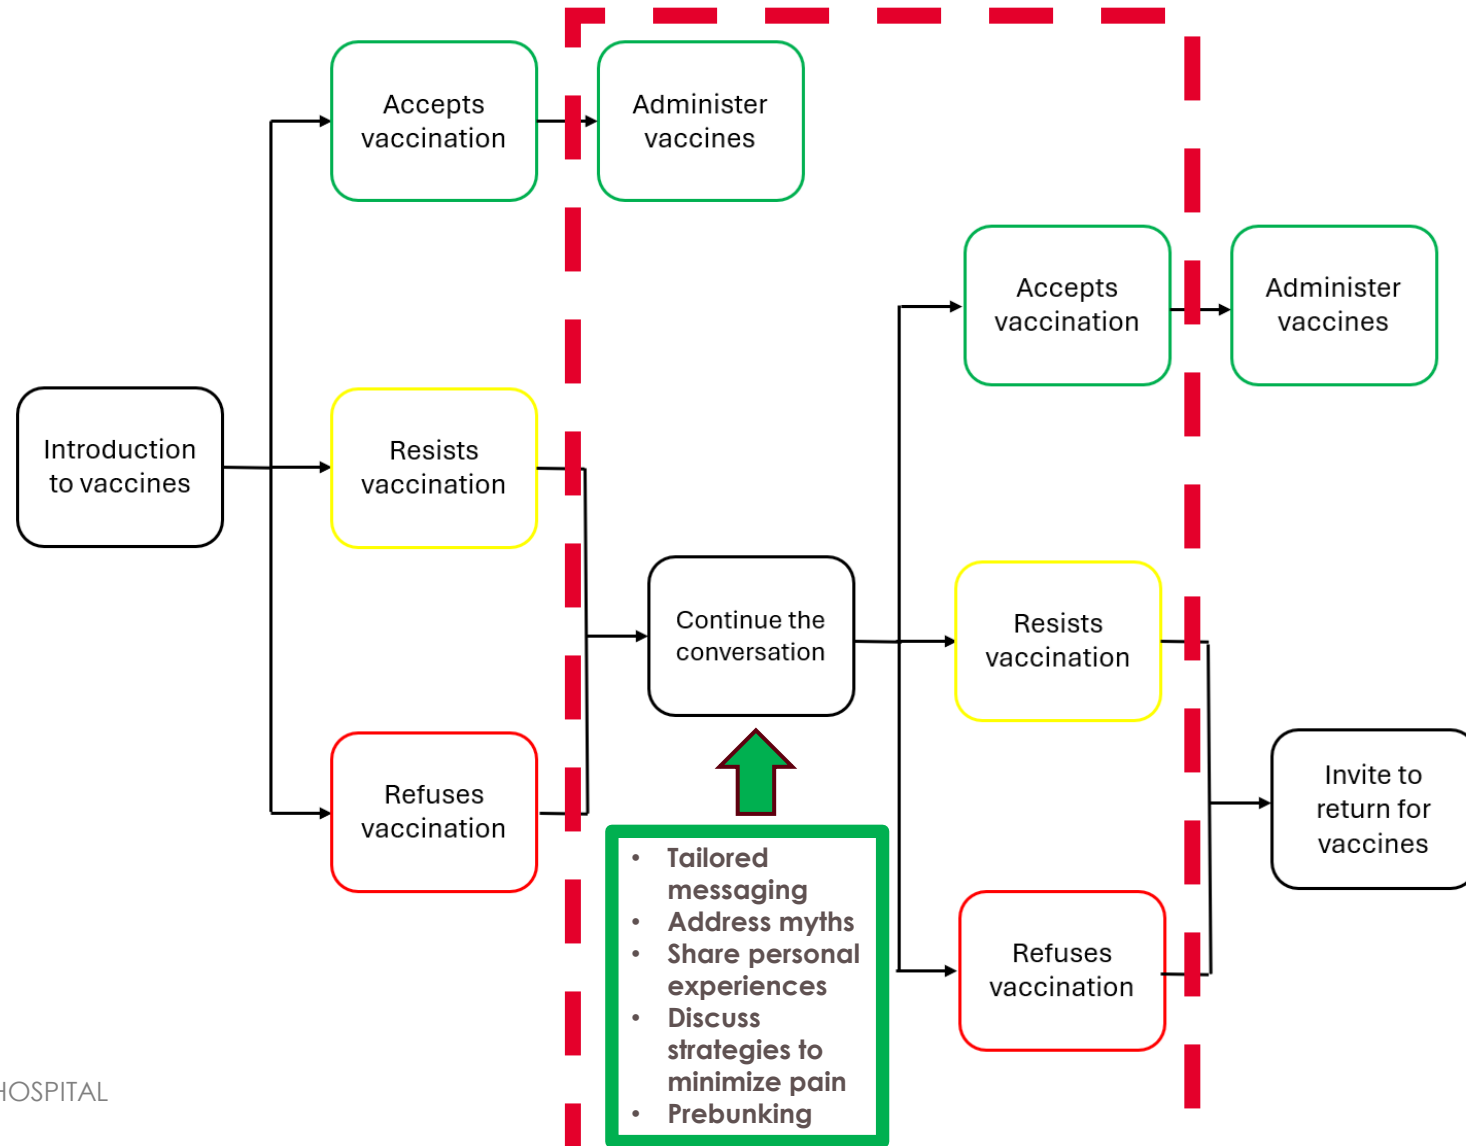 Accepts
vaccination
Administer
vaccines
Introduction
to vaccines
Resists
vaccination
Refuses
vaccination
Continue the
conversation
• Tailored
messaging
• Address myths
• Share personal
experiences
• Discuss
strategies to
minimize pain
• Prebunking
Accepts
vaccination
Administer
vaccines
Resists
vaccination
Refuses
vaccination
Invite to
return for
vaccines
HOSPITAL